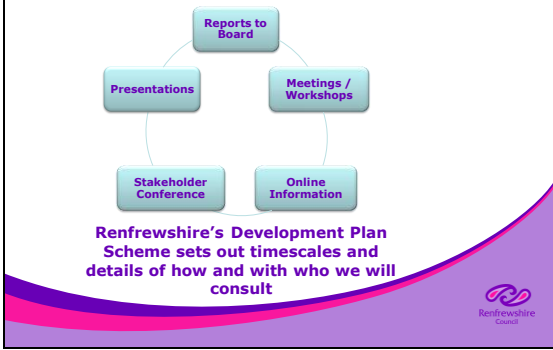 Reports to
Board
Presentations
Meetings /
Workshops
Stakeholder
Conference
Online
Information
Renfrewshire's Development Plan
Scheme sets out timescales and
details of how and with who we will
consult
Renfrewshire
Council